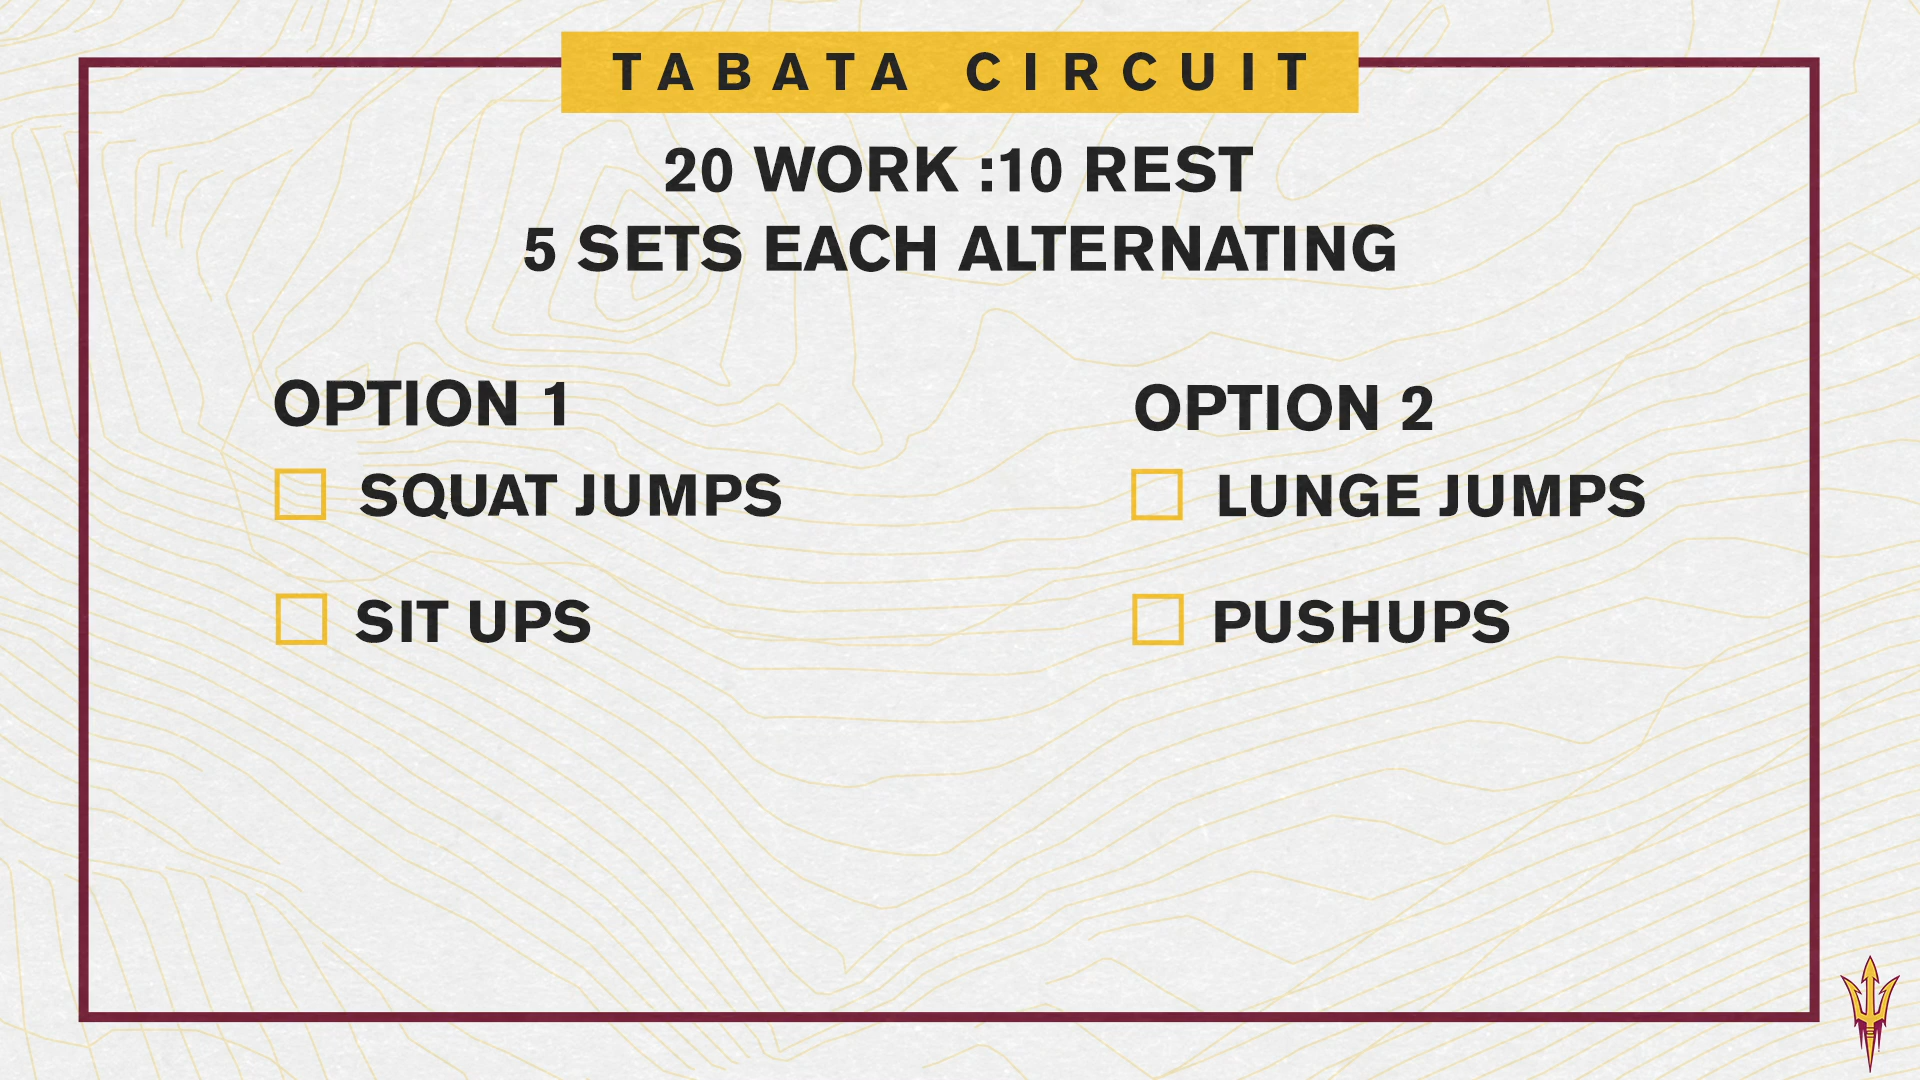 TABATA CIRCUIT
20 WORK :10 REST
5 SETS EACH ALTERNATING
OPTION 1
SQUAT JUMPS
SIT UPS
OPTION 2
LUNGE JUMPS
PUSHUPS